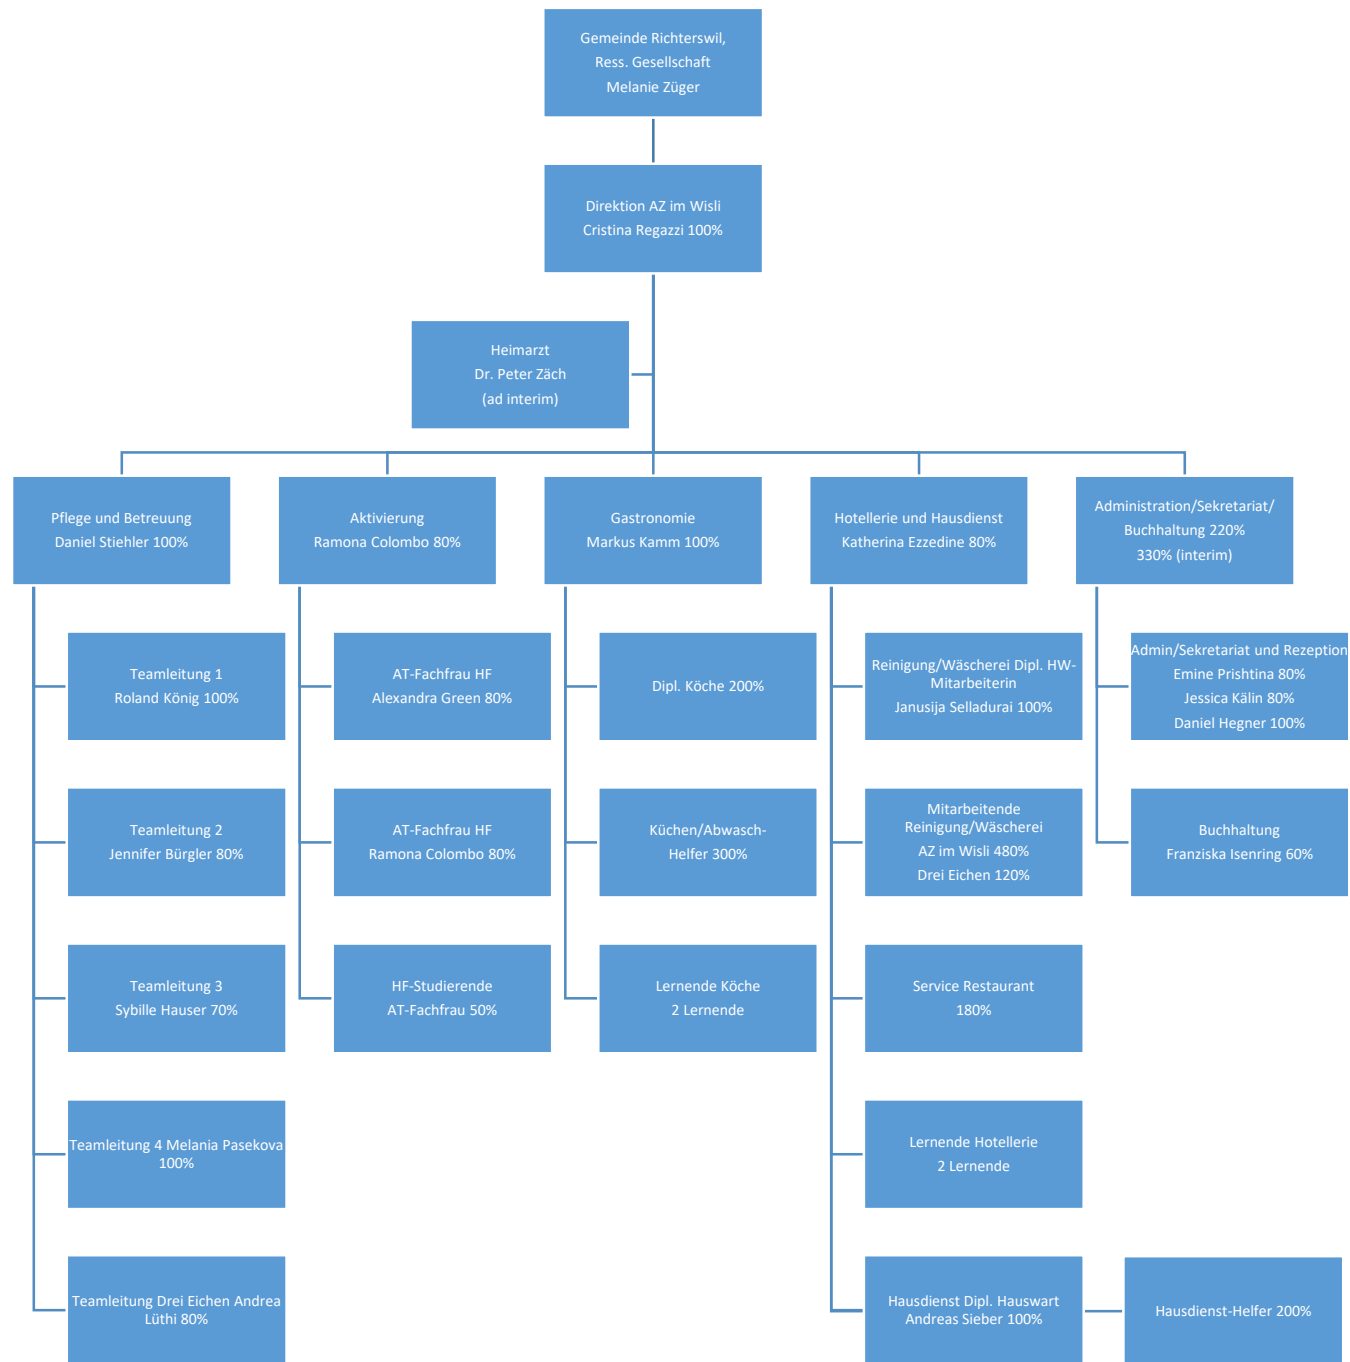 Gemeinde Richterswil,
Ress. Gesellschaft
Melanie Züger
Direktion AZ im Wisli
Cristina Regazzi 100%
Heimarzt
Dr. Peter Zäch
(ad interim)
Pflege und Betreuung
Daniel Stiehler 100%
Aktivierung
Ramona Colombo 80%
Gastronomie
Markus Kamm 100%
Hotellerie und Hausdienst
Katherina Ezzedine 80%
Administration/Sekretariat/
Buchhaltung 220%
330% (interim)
Teamleitung 1
Roland König 100%
Teamleitung 2
Jennifer Bürgler 80%
Teamleitung 3
Sybille Hauser 70%
Teamleitung 4 Melania Pasekova
100%
Teamleitung Drei Eichen Andrea
Lüthi 80%
AT-Fachfrau HF
Alexandra Green 80%
AT-Fachfrau HF
Ramona Colombo 80%
HF-Studierende
AT-Fachfrau 50%
Dipl. Köche 200%
Küchen/Abwasch-
Helfer 300%
Lernende Köche
2 Lernende
Reinigung/Wäscherei Dipl. HW-
Mitarbeiterin
Janusija Selladurai 100%
Mitarbeitende
Reinigung/Wäscherei
AZ im Wisli 480%
Drei Eichen 120%
Service Restaurant
180%
Lernende Hotellerie
2 Lernende
Hausdienst Dipl. Hauswart
Andreas Sieber 100%
Hausdienst-Helfer 200%
Admin/Sekretariat und Rezeption
Emine Prishtina 80%
Jessica Kälin 80%
Daniel Hegner 100%
Buchhaltung
Franziska Isenring 60%